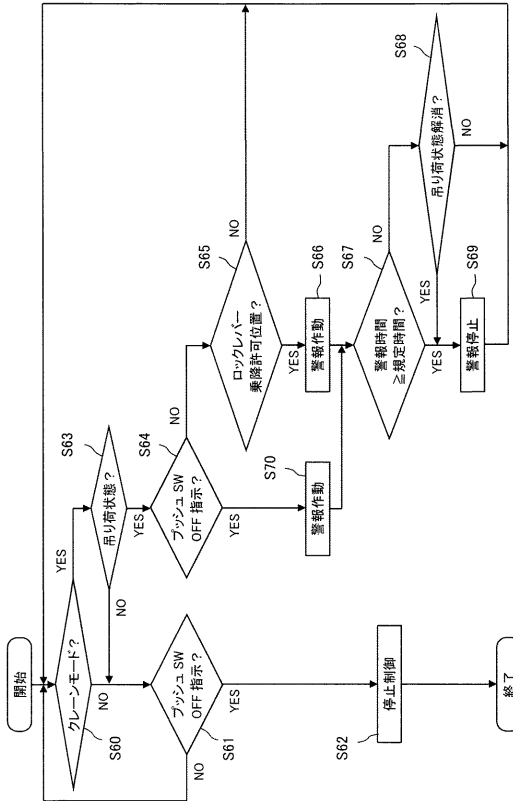 開始
クレーンモード?
S60
YES
NO
吊り荷状態?
S63
YES
NO
プッシュ SW
OFF 指示?
S61
YES
NO
プッシュ SW
OFF 指示?
S64
YES
NO
ロックレバー
乗降許可位置?
S65
YES
NO
停止制御
S62
警報作動
S70
警報作動
S66
警報時間
≧規定時間?
S67
YES
NO
吊り荷状態解消?
S68
YES
NO
警報停止
S69
終了